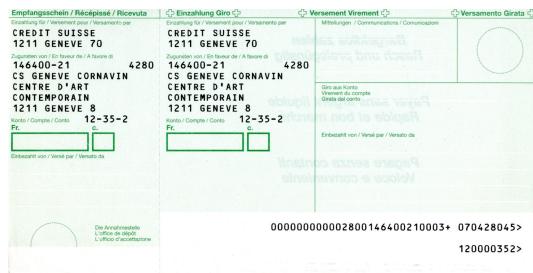 Empfangsschein / Récépissé / Ricevuta
Einzahlung für / Versement pour / Versamento per
CREDIT SUISSE
1211 GENEVE 70
Zugunsten von / En faveur de / A favore di
146400-21 4280
CS GENEVE CORNAVIN
CENTRE D'ART
CONTEMPORAIN
1211 GENEVE 8
Konto / Compte / Conto 12-35-2
Fr. c.
Einbezahlt von / Versé par / Versato da
Die Annahmestelle
L'office de dépôt
L'ufficio d'accettazione
Einzahlung Giro
Einzahlung für / Versement pour / Versamento per
CREDIT SUISSE
1211 GENEVE 70
Zugunsten von / En faveur de / A favore di
146400-21 4280
CS GENEVE CORNAVIN
CENTRE D'ART
CONTEMPORAIN
1211 GENEVE 8
Konto / Compte / Conto 12-35-2
Fr. c.
Versement Virement
Versamento Girata
Mitteilungen / Communications / Comunicazioni
Giro aus Konto
Virement du compte
Girata dal conto
Einbezahlt von / Versé par / Versato da
Bargeldlos zahlen
Rasch und preisgünstig
Payer sans argent liquide
Rapide et bon marché
Pagare senza contanti
Veloce e conveniente
000000000002800146400210003+ 070428045>
120000352>